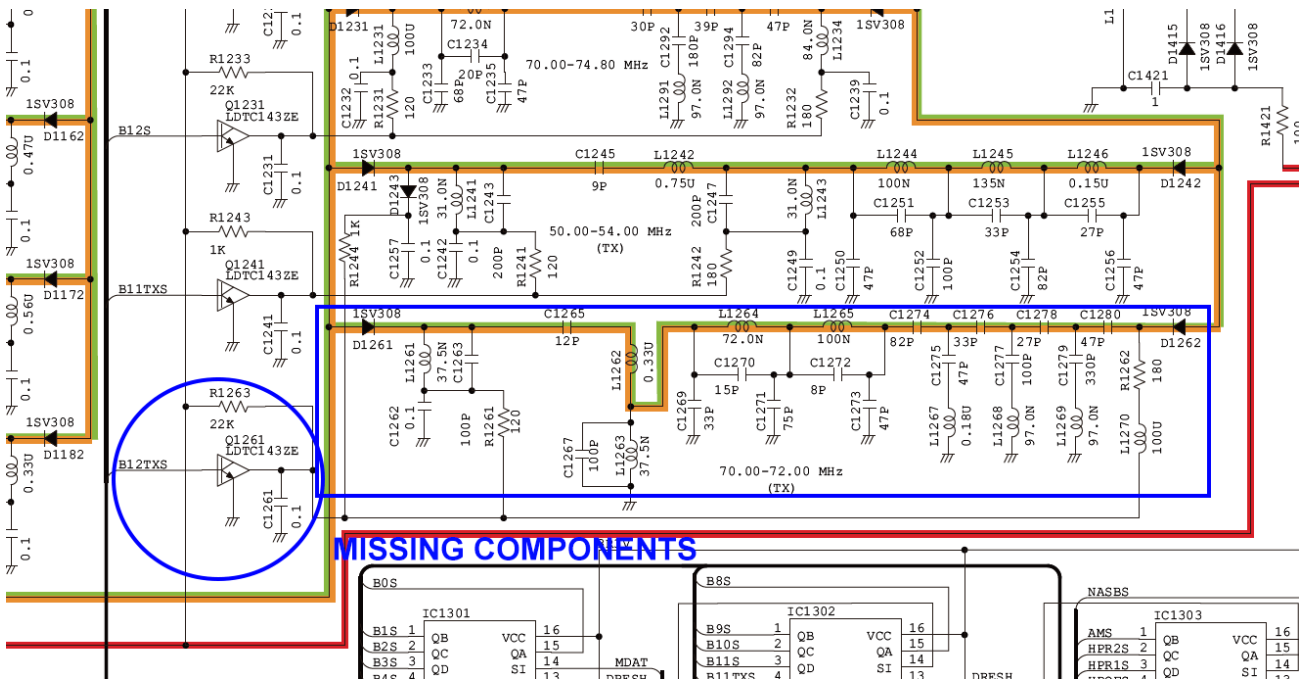 0
0.1
1SV308
D1162
0.47U
0.1
1SV308
D1172
0.56U
0.1
1SV308
D1182
0.33U
0.1
R1233
22K
Q1231
LDTC143ZE
B12S
C1231
0.1
R1243
1K
Q1241
LDTC143ZE
B11TXS
C1241
0.1
R1263
22K
Q1261
LDTC143ZE
B12TXS
C1261
0.1
0.1
D1231
L1231
100U
72.0N
C1234
20P
C1232
0.1
R1231
120
C1233
68P
C1235
47P
70.00-74.80 MHz
30P
C1292
180P
39P
C1294
82P
47P
L1291
97.0N
L1292
97.0N
84.0N
L1234
1SV308
R1232
180
C1239
0.1
1SV308
D1241
D1243
1SV308
31.0N
L1241
C1243
200P
R1244
1K
C1257
0.1
C1242
0.1
R1241
120
C1245
9P
L1242
0.75U
50.00-54.00 MHz
(TX)
200P
C1247
31.0N
L1243
R1242
180
C1249
0.1
L1244
100N
L1245
135N
L1246
0.15U
1SV308
D1242
C1251
68P
C1253
33P
C1255
27P
C1250
47P
C1252
100P
C1254
82P
C1256
47P
1SV308
D1261
L1261
37.5N
C1263
100P
C1262
0.1
R1261
120
C1265
12P
L1262
0.33U
C1267
100P
L1263
37.5N
L1264
72.0N
L1265
100N
C1274
82P
C1276
33P
C1278
27P
C1280
47P
1SV308
D1262
C1270
15P
C1272
8P
C1269
33P
C1271
75P
C1273
47P
C1275
47P
C1277
100P
C1279
330P
R1262
180
L1267
0.18U
L1268
97.0N
L1269
97.0N
L1270
100U
70.00-72.00 MHz
(TX)
L1
D1415
1SV308
D1416
1SV308
C1421
1
R1421
MISSING COMPONENTS
B0S
IC1301
B1S 1 QB VCC 16
B2S 2 QC QA 15
B3S 3 QD SI 14 MDAT
B4S 4 13 DRESH
B8S
IC1302
B9S 1 QB VCC 16
B10S 2 QC QA 15
B11S 3 QD SI 14
B11TXS 4 13 DRESH
NASBS
IC1303
AMS 1 QB VCC 16
HPR2S 2 QC QA 15
HPR1S 3 QD SI 14
4 13